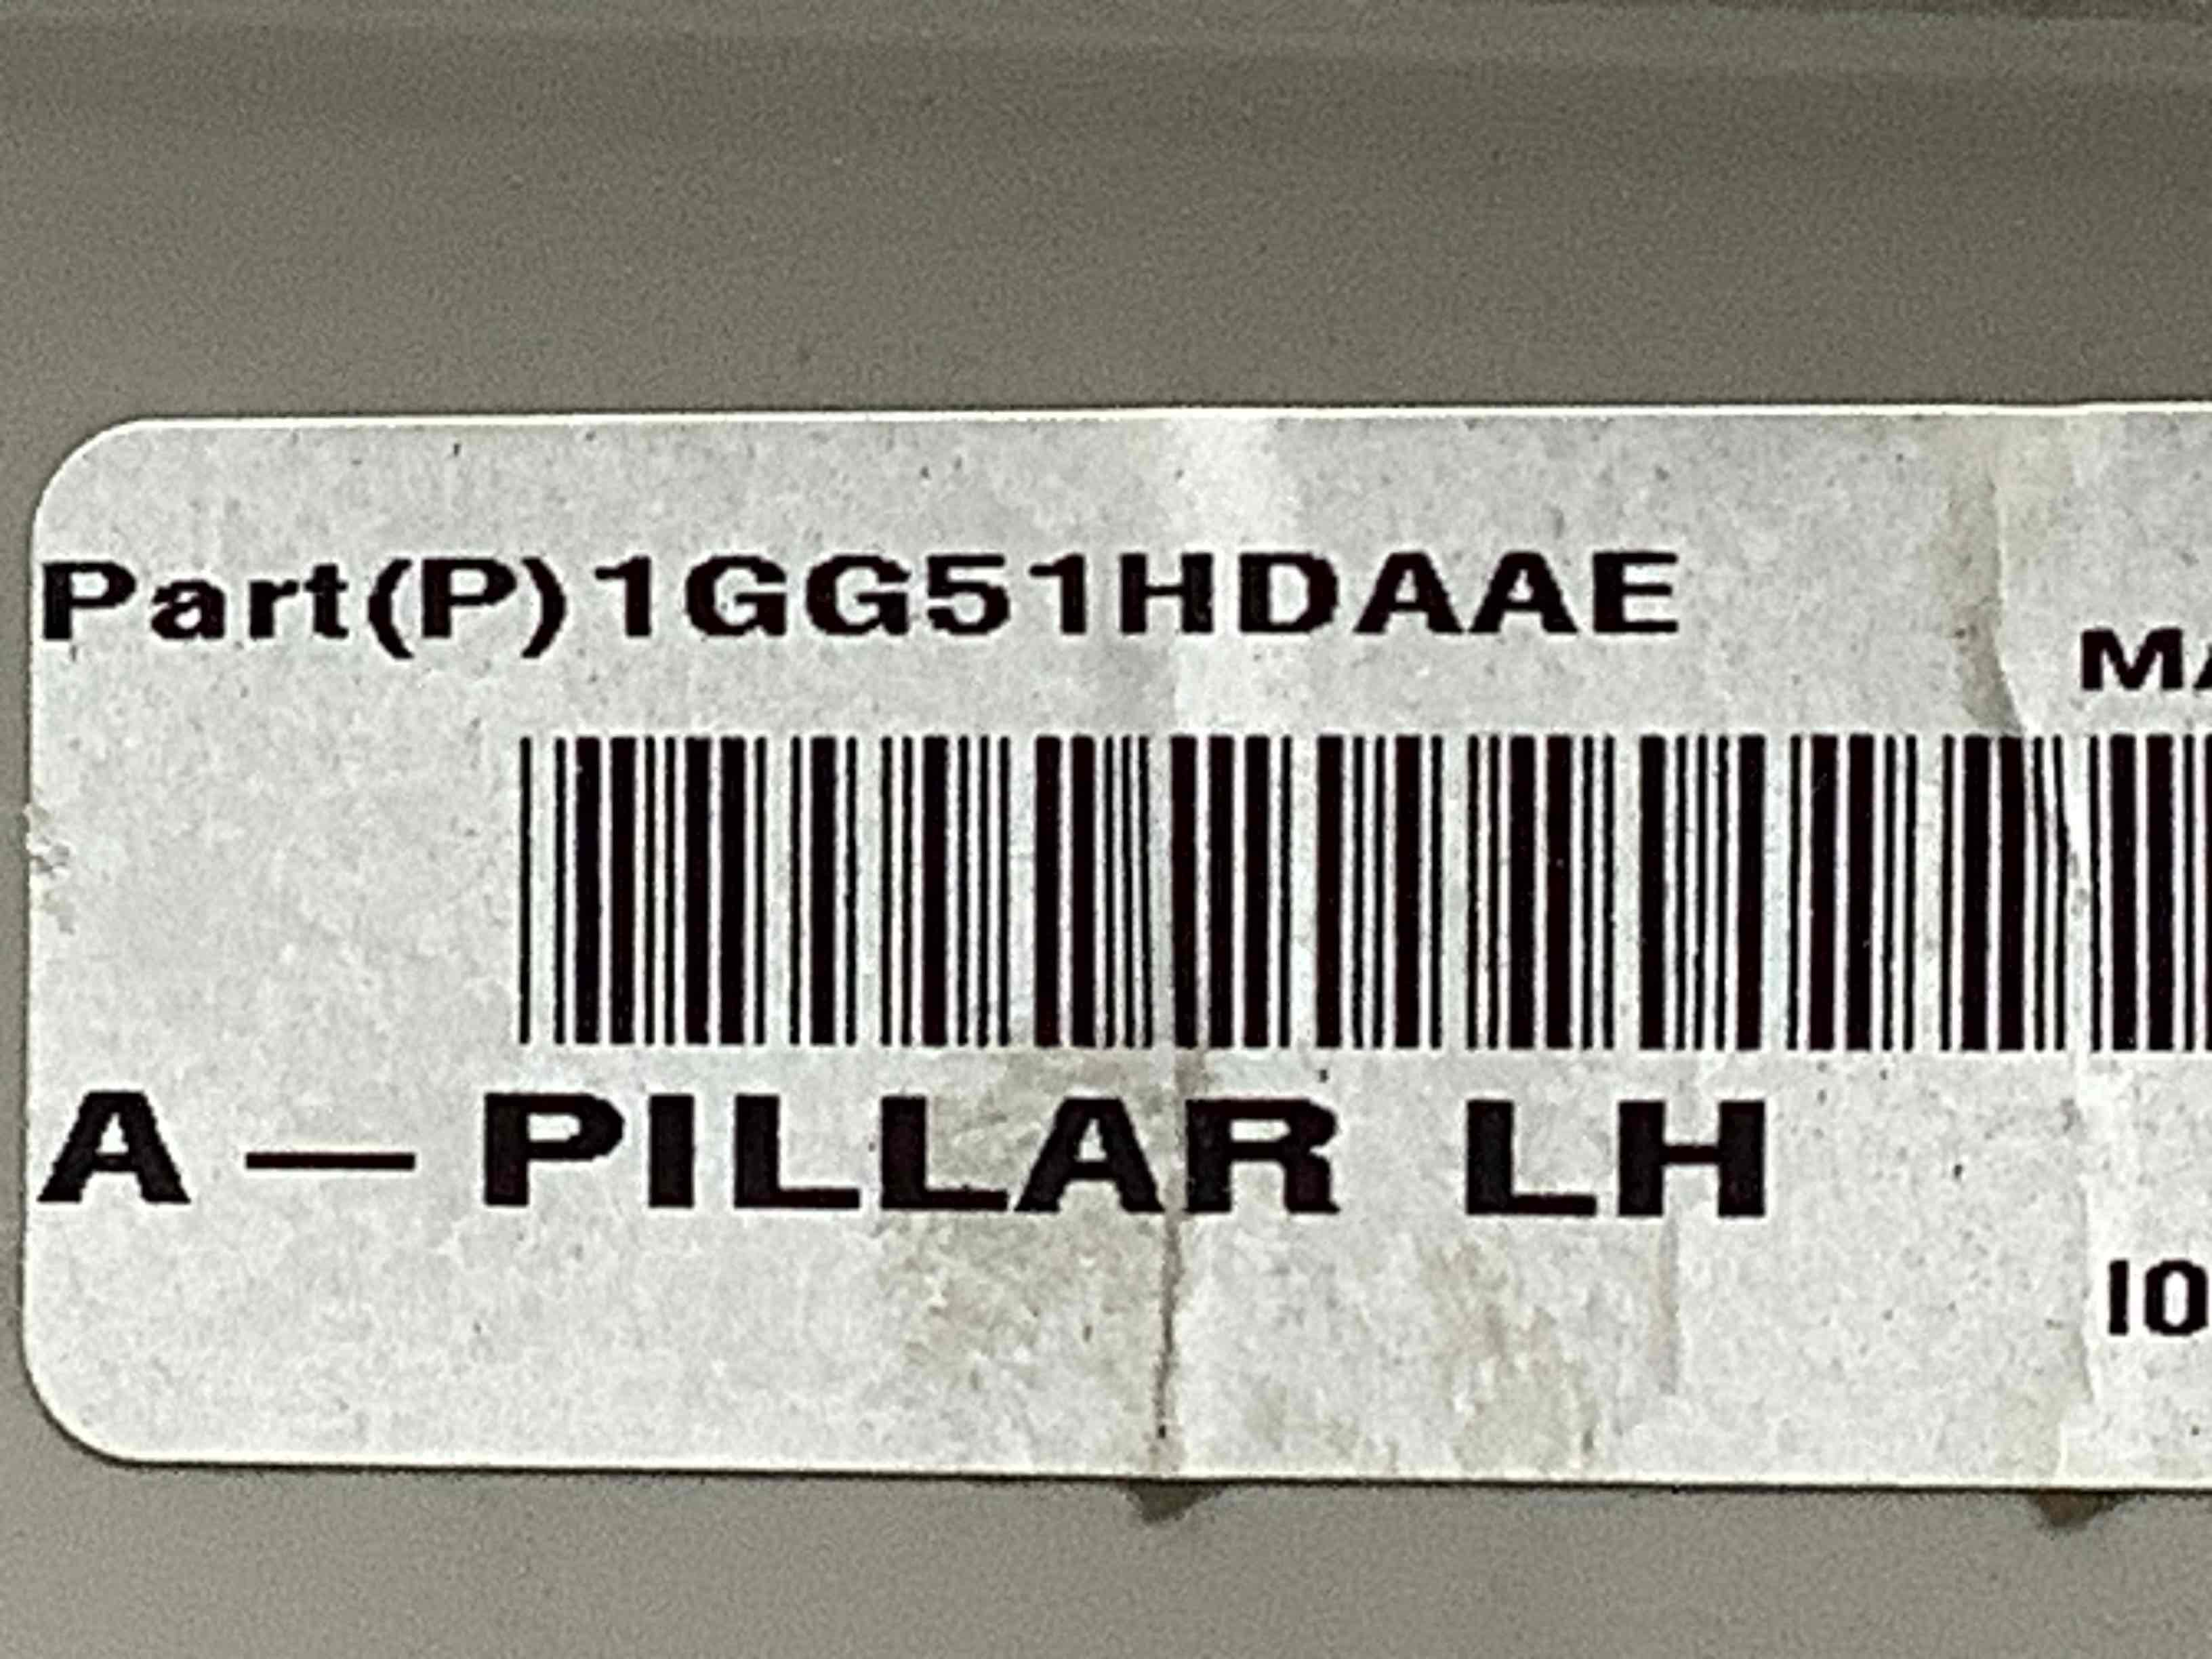 Part(P)1GG51HDAAE
A — PILLAR LH